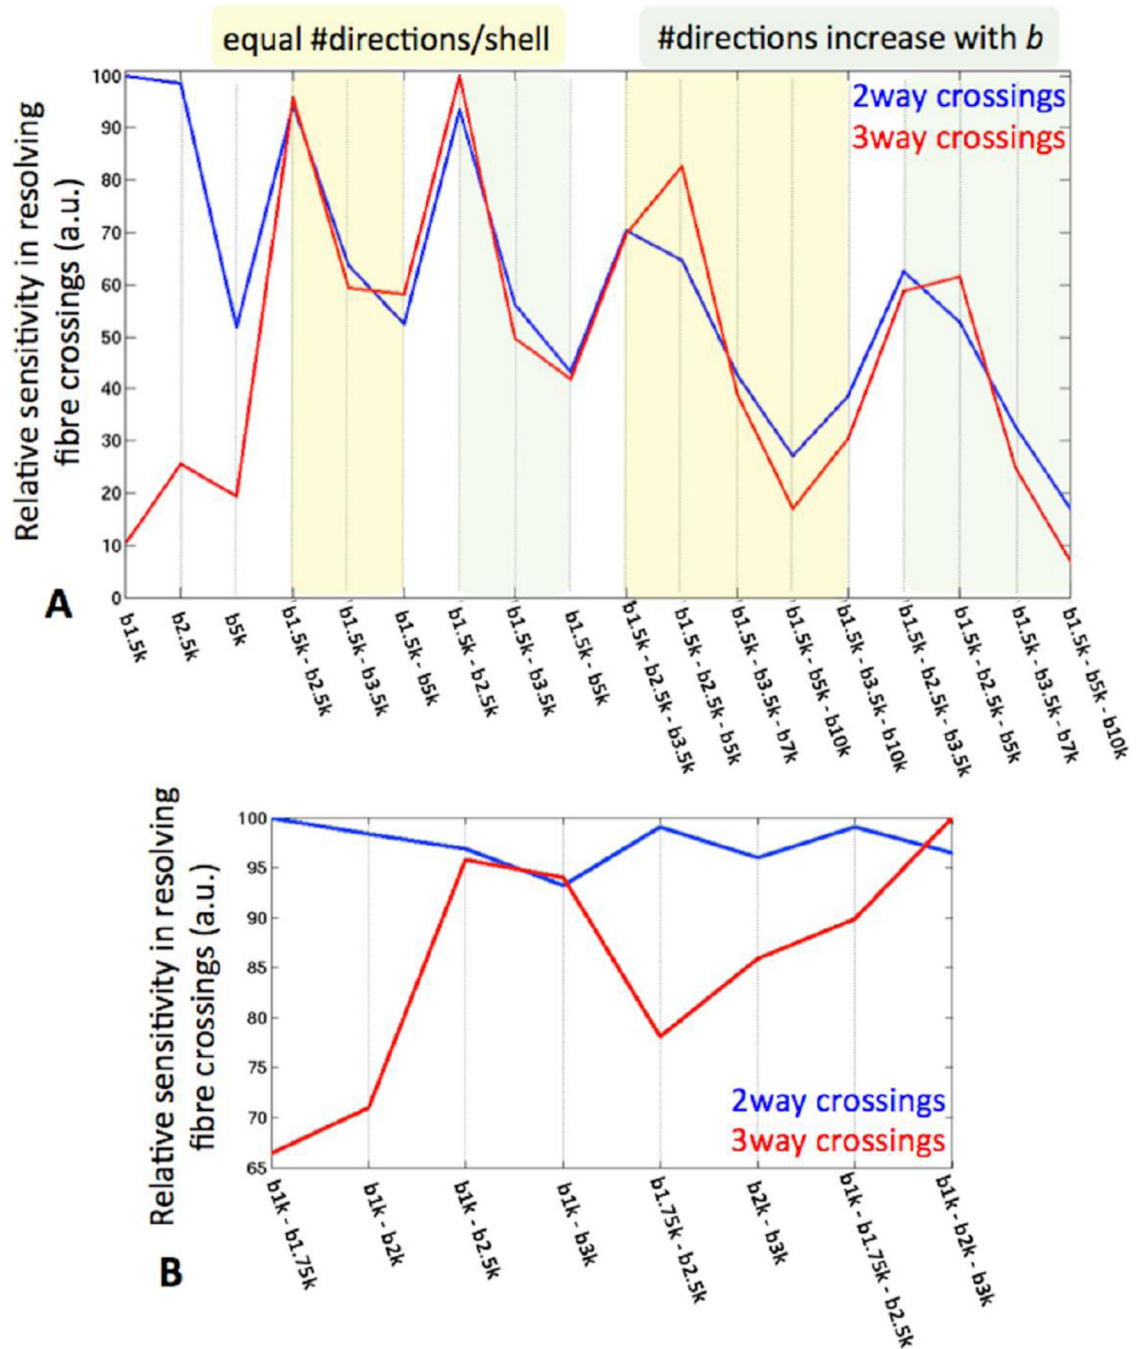 equal #directions/shell
#directions increase with b
Relative sensitivity in resolving
fibre crossings (a.u.)
100
90
80
70
60
50
40
30
20
10
0
2way crossings
3way crossings
A
b1.5k
b2.5k
b5k
b1.5k - b2.5k
b1.5k - b3.5k
b1.5k - b5k
b1.5k - b2.5k
b1.5k - b3.5k
b1.5k - b5k
b1.5k - b2.5k - b3.5k
b1.5k - b2.5k - b5k
b1.5k - b3.5k - b7k
b1.5k - b5k - b10k
b1.5k - b3.5k - b10k
b1.5k - b2.5k - b3.5k
b1.5k - b2.5k - b5k
b1.5k - b3.5k - b7k
b1.5k - b5k - b10k
Relative sensitivity in resolving
fibre crossings (a.u.)
100
95
90
85
80
75
70
65
2way crossings
3way crossings
B
b1k - b1.75k
b1k - b2k
b1k - b2.5k
b1k - b3k
b1.75k - b2.5k
b2k - b3k
b1k - b1.75k - b2.5k
b1k - b2k - b3k